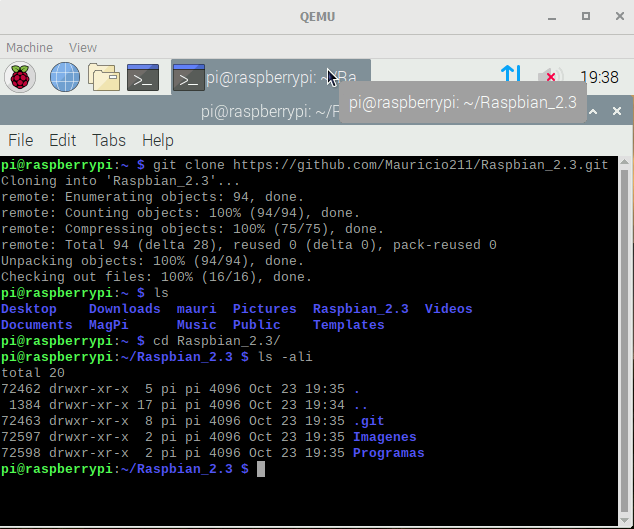 QEMU
Machine View
pi@raspberrypi: ~/Ra 19:38
pi@raspberrypi: ~/Raspbian_2.3
pi@raspberrypi: ~/
File Edit Tabs Help
pi@raspberrypi:~ $ git clone https://github.com/Mauricio211/Raspbian_2.3.git
Cloning into 'Raspbian_2.3'...
remote: Enumerating objects: 94, done.
remote: Counting objects: 100% (94/94), done.
remote: Compressing objects: 100% (75/75), done.
remote: Total 94 (delta 28), reused 0 (delta 0), pack-reused 0
Unpacking objects: 100% (94/94), done.
Checking out files: 100% (16/16), done.
pi@raspberrypi:~ $ ls
Desktop    Downloads  mauri  Pictures  Raspbian_2.3  Videos
Documents  MagPi      Music  Public    Templates
pi@raspberrypi:~ $ cd Raspbian_2.3/
pi@raspberrypi:~/Raspbian_2.3 $ ls -ali
total 20
72462 drwxr-xr-x  5 pi pi 4096 Oct 23 19:35 .
 1384 drwxr-xr-x 17 pi pi 4096 Oct 23 19:34 ..
72463 drwxr-xr-x  8 pi pi 4096 Oct 23 19:35 .git
72597 drwxr-xr-x  2 pi pi 4096 Oct 23 19:35 Imagenes
72598 drwxr-xr-x  2 pi pi 4096 Oct 23 19:35 Programas
pi@raspberrypi:~/Raspbian_2.3 $